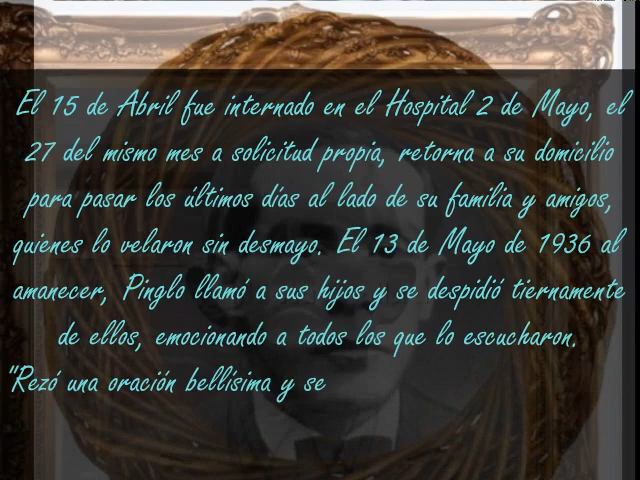 El 15 de Abril fue internado en el Hospital 2 de Mayo, el
27 del mismo mes a solicitud propia, retorna a su domicilio
para pasar los últimos días al lado de su familia y amigos,
quienes lo velaron sin desmayo. El 13 de Mayo de 1936 al
amanecer, Pinglo llamó a sus hijos y se despidió tiernamente
de ellos, emocionando a todos los que lo escucharon.
"Rezó una oración bellísima y se